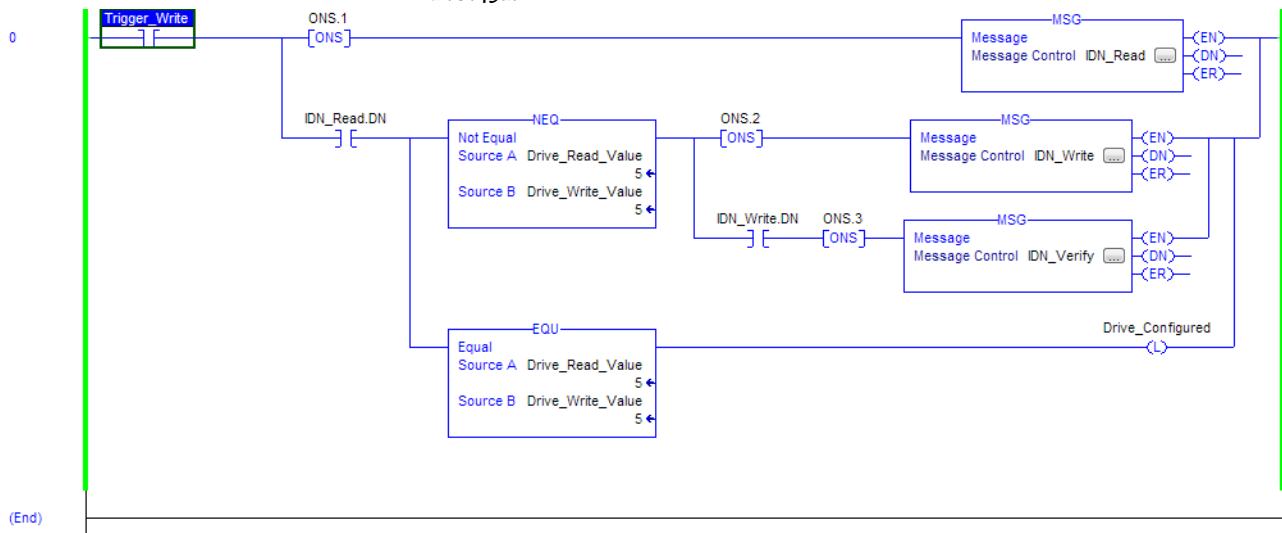 Trigger_Write
ONS.1
0
ONS
MSG
Message
Message Control IDN_Read ...
EN
DN
ER
IDN_Read.DN
NEQ
Not Equal
Source A Drive_Read_Value
5
Source B Drive_Write_Value
5
ONS.2
ONS
MSG
Message
Message Control IDN_Write ...
EN
DN
ER
IDN_Write.DN
ONS.3
ONS
MSG
Message
Message Control IDN_Verify ...
EN
DN
ER
EQU
Equal
Source A Drive_Read_Value
5
Source B Drive_Write_Value
5
Drive_Configured
L
(End)